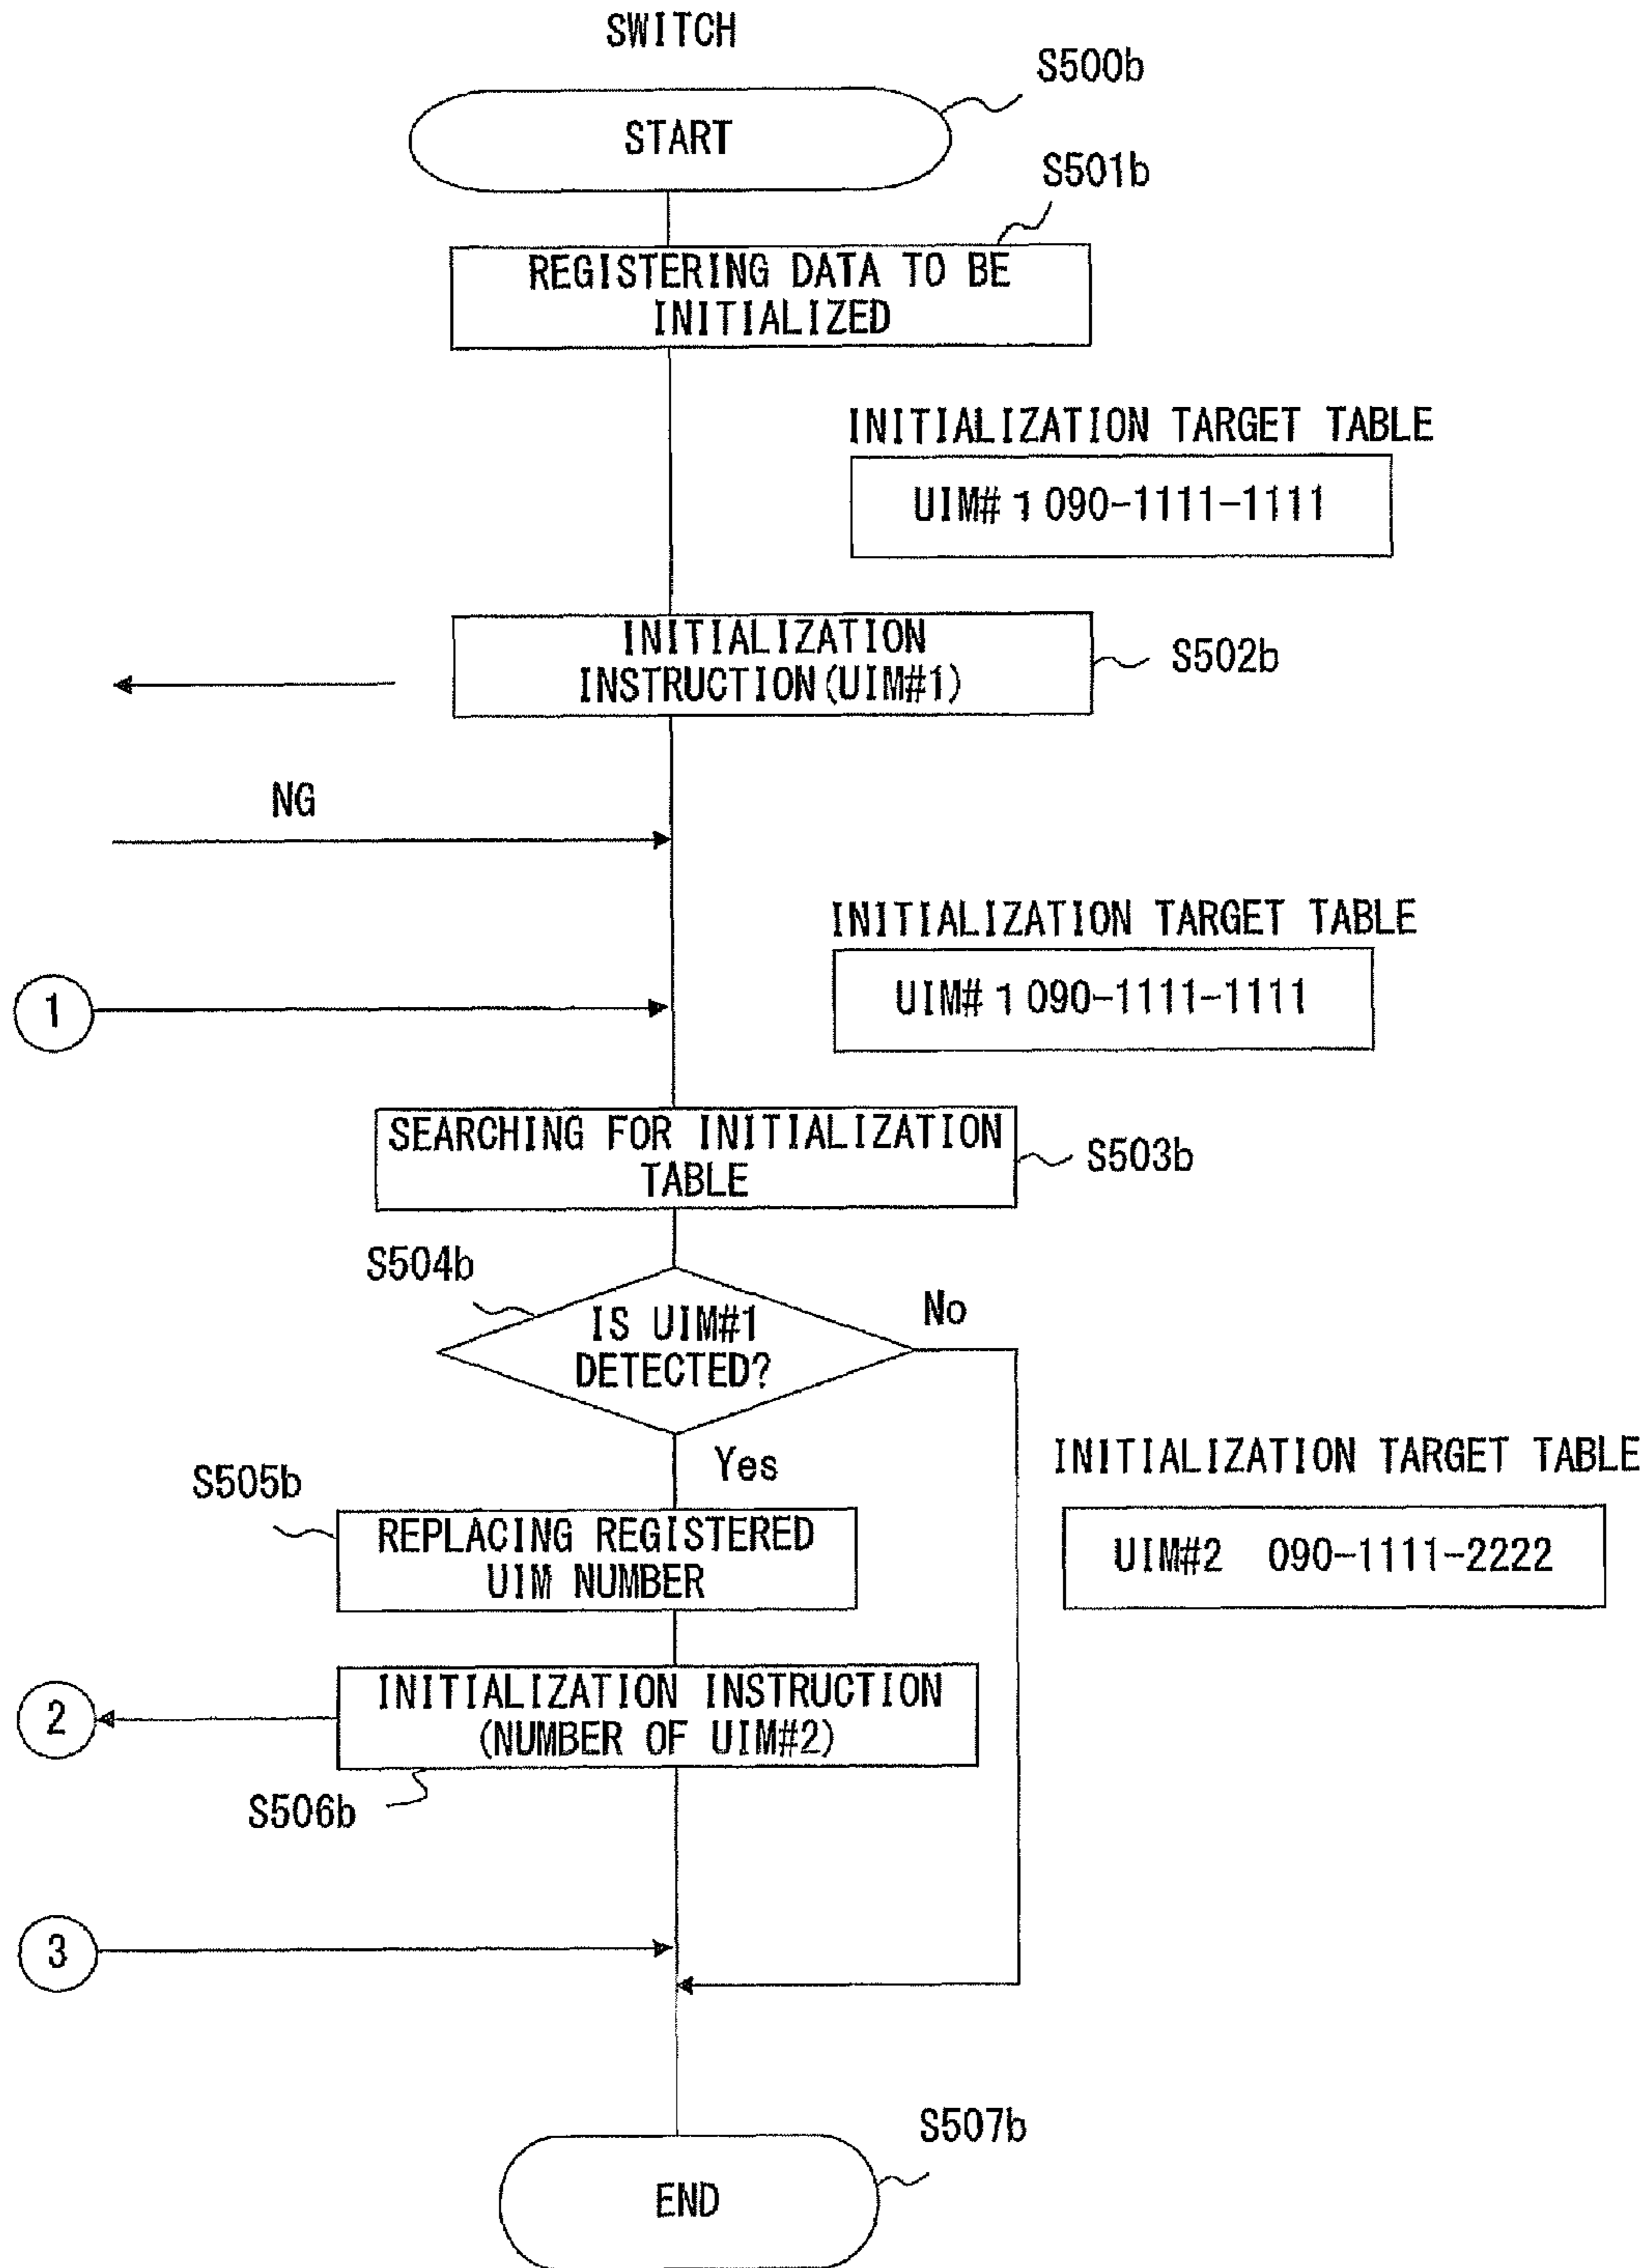 SWITCH
S500b
START
S501b
REGISTERING DATA TO BE
INITIALIZED
INITIALIZATION TARGET TABLE
UIM# 1 090-1111-1111
INITIALIZATION
INSTRUCTION(UIM#1)
S502b
NG
INITIALIZATION TARGET TABLE
UIM# 1 090-1111-1111
1
SEARCHING FOR INITIALIZATION
TABLE
S503b
S504b
IS UIM#1
DETECTED?
No
Yes
INITIALIZATION TARGET TABLE
UIM#2 090-1111-2222
S505b
REPLACING REGISTERED
UIM NUMBER
2
INITIALIZATION INSTRUCTION
(NUMBER OF UIM#2)
S506b
3
S507b
END